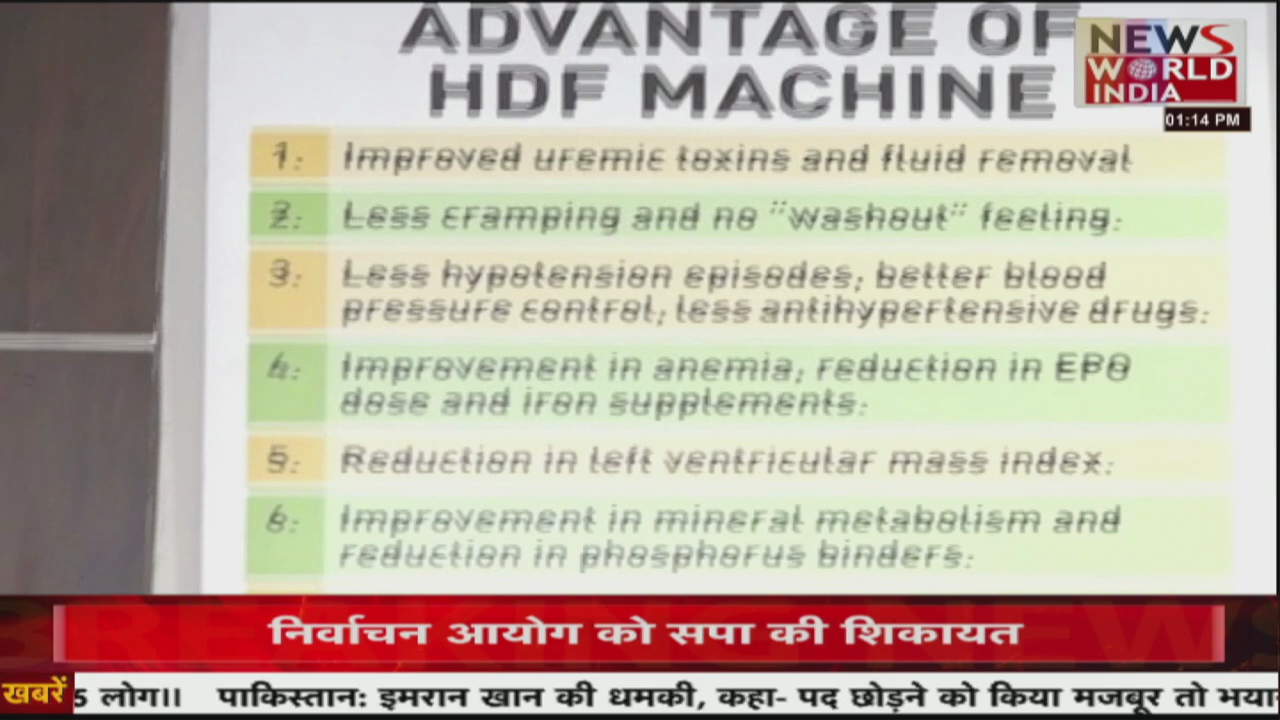 ADVANTAGE OF
HDF MACHINE
NEWS
WORLD
INDIA
01:14 PM
1. Improved uremic toxins and fluid removal
2. Less cramping and no "washout" feeling.
3. Less hypotension episodes, better blood
pressure control, less antihypertensive drugs.
4. Improvement in anemia, reduction in EPO
dose and iron supplements.
5. Reduction in left ventricular mass index.
6. Improvement in mineral metabolism and
reduction in phosphorus binders.
BREAKING NEWS
निर्वाचन आयोग को सपा की शिकायत
खबरें 5 लोग।। पाकिस्तान: इमरान खान की धमकी, कहा- पद छोड़ने को किया मजबूर तो भया